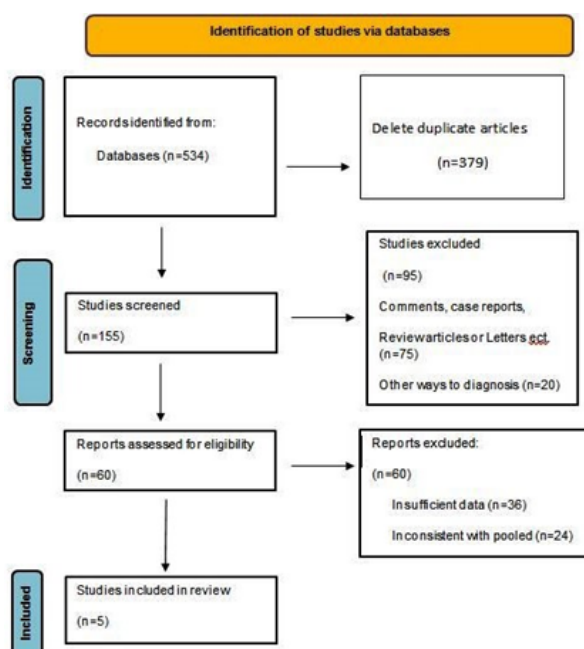 Identification of studies via databases
Identification
Records identified from:
Databases (n=534)
Delete duplicate articles
(n=379)
Screening
Studies screened
(n=155)
Studies excluded
(n=95)
Comments, case reports,
Reviewarticles or Letters ect.
(n=75)
Other ways to diagnosis (n=20)
Reports assessed for eligibility
(n=60)
Reports excluded:
(n=60)
Insufficient data (n=36)
Inconsistent with pooled (n=24)
Included
Studies included in review
(n=5)